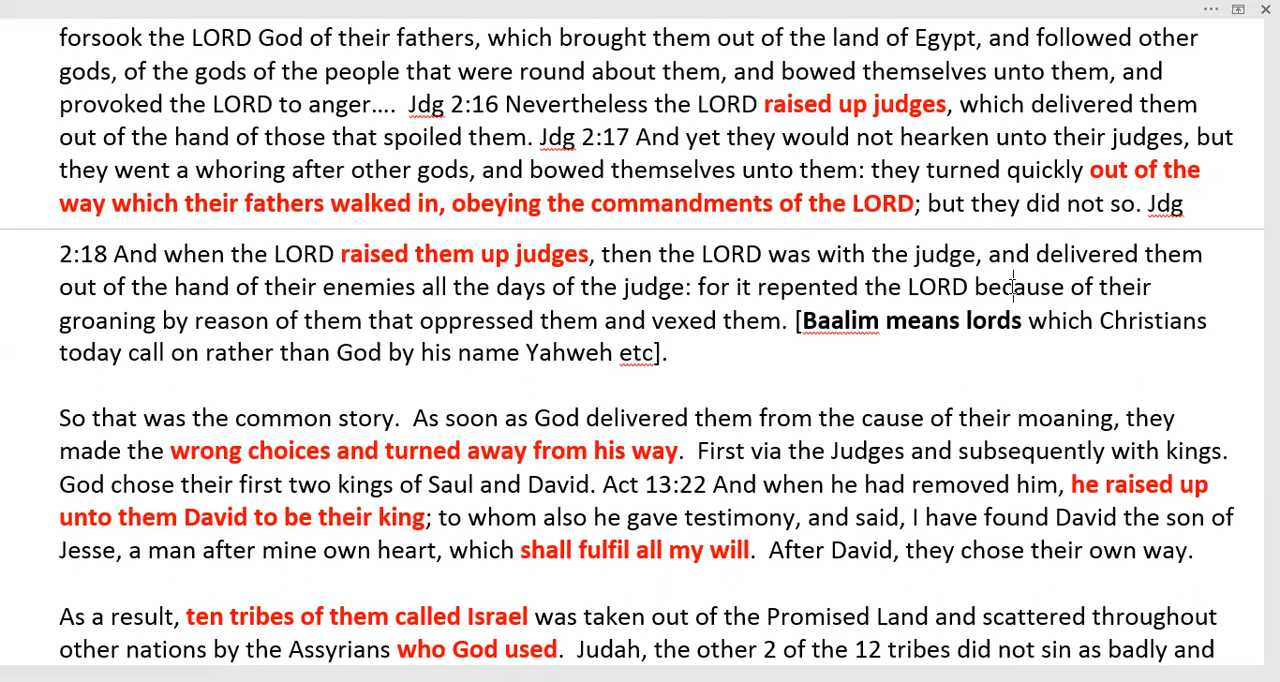 forsook the LORD God of their fathers, which brought them out of the land of Egypt, and followed other
gods, of the gods of the people that were round about them, and bowed themselves unto them, and
provoked the LORD to anger....  Jdg 2:16 Nevertheless the LORD raised up judges, which delivered them
out of the hand of those that spoiled them. Jdg 2:17 And yet they would not hearken unto their judges, but
they went a whoring after other gods, and bowed themselves unto them: they turned quickly out of the
way which their fathers walked in, obeying the commandments of the LORD; but they did not so. Jdg
2:18 And when the LORD raised them up judges, then the LORD was with the judge, and delivered them
out of the hand of their enemies all the days of the judge: for it repented the LORD because of their
groaning by reason of them that oppressed them and vexed them. [Baalim means lords which Christians
today call on rather than God by his name Yahweh etc].
So that was the common story.  As soon as God delivered them from the cause of their moaning, they
made the wrong choices and turned away from his way.  First via the Judges and subsequently with kings.
God chose their first two kings of Saul and David. Act 13:22 And when he had removed him, he raised up
unto them David to be their king; to whom also he gave testimony, and said, I have found David the son of
Jesse, a man after mine own heart, which shall fulfil all my will.  After David, they chose their own way.
As a result, ten tribes of them called Israel was taken out of the Promised Land and scattered throughout
other nations by the Assyrians who God used.  Judah, the other 2 of the 12 tribes did not sin as badly and